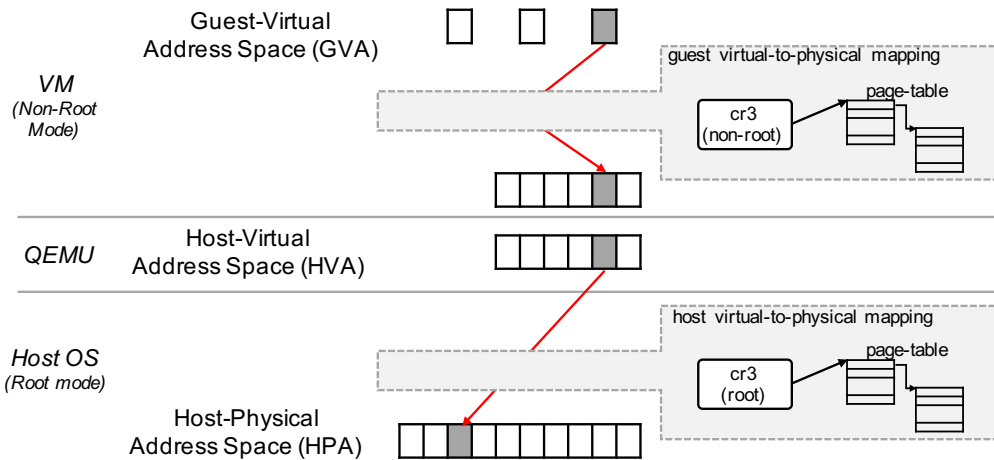 Guest-Virtual
Address Space (GVA)
VM
(Non-Root
Mode)
guest virtual-to-physical mapping
page-table
cr3
(non-root)
QEMU
Host-Virtual
Address Space (HVA)
Host OS
(Root mode)
host virtual-to-physical mapping
page-table
cr3
(root)
Host-Physical
Address Space (HPA)